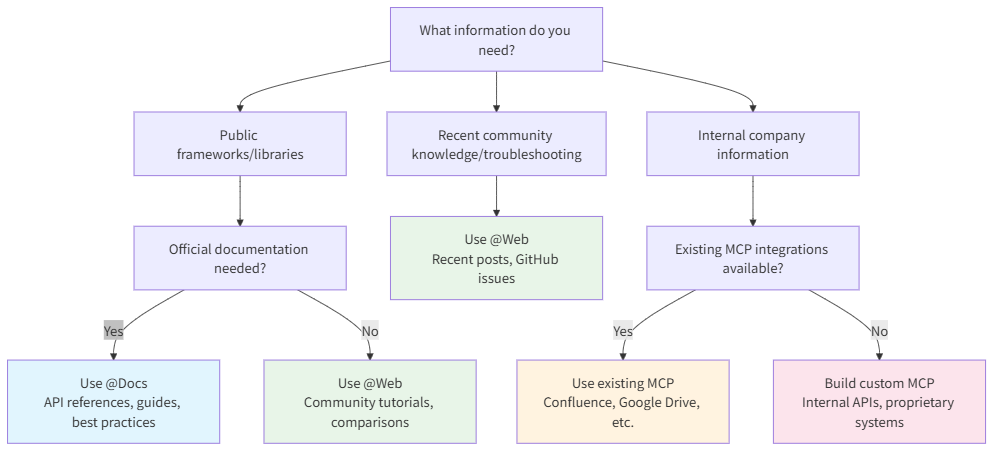 What information do you
need?
Public
frameworks/libraries
Recent community
knowledge/troubleshooting
Internal company
information
Official documentation
needed?
Use @Web
Recent posts, GitHub
issues
Existing MCP integrations
available?
Yes
No
Yes
No
Use @Docs
API references, guides,
best practices
Use @Web
Community tutorials,
comparisons
Use existing MCP
Confluence, Google Drive,
etc.
Build custom MCP
Internal APIs, proprietary
systems